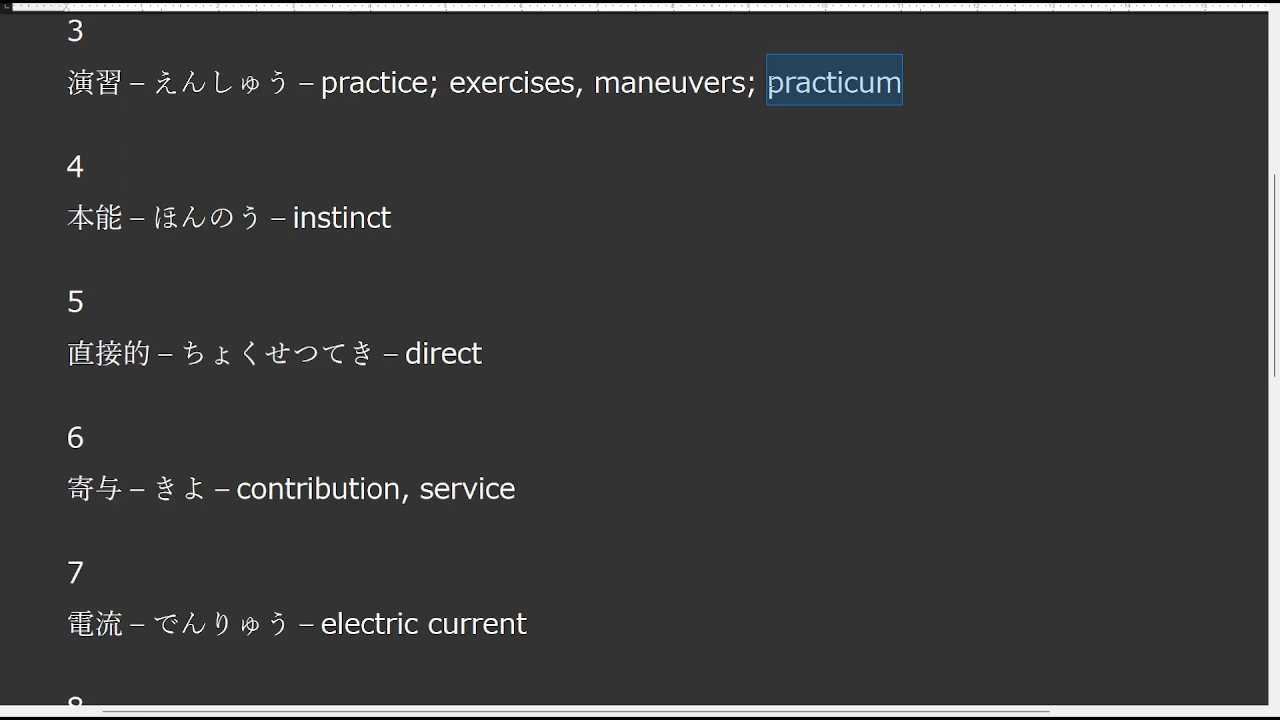 3
演習 – えんしゅう – practice; exercises, maneuvers; practicum
4
本能 – ほんのう – instinct
5
直接的 – ちょくせつてき – direct
6
寄与 – きよ – contribution, service
7
電流 – でんりゅう – electric current
8